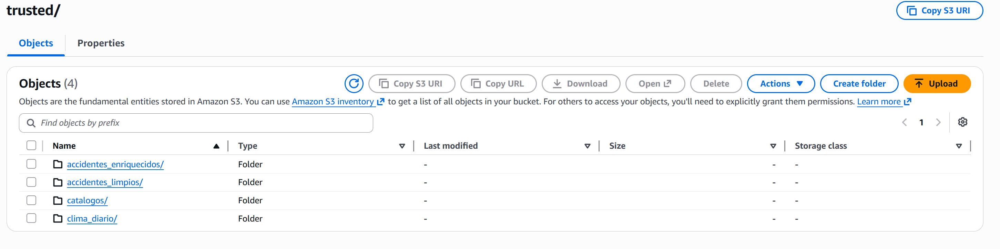 trusted/
Copy S3 URI
Objects
Properties
Objects (4)
Copy S3 URI
Copy URL
Download
Open
Delete
Actions
Create folder
Upload
Objects are the fundamental entities stored in Amazon S3. You can use Amazon S3 inventory to get a list of all objects in your bucket. For others to access your objects, you'll need to explicitly grant them permissions. Learn more
Find objects by prefix
1
Name Type Last modified Size Storage class
accidentes_enriquecidos/ Folder - - -
accidentes_limpios/ Folder - - -
catalogos/ Folder - - -
clima_diario/ Folder - - -